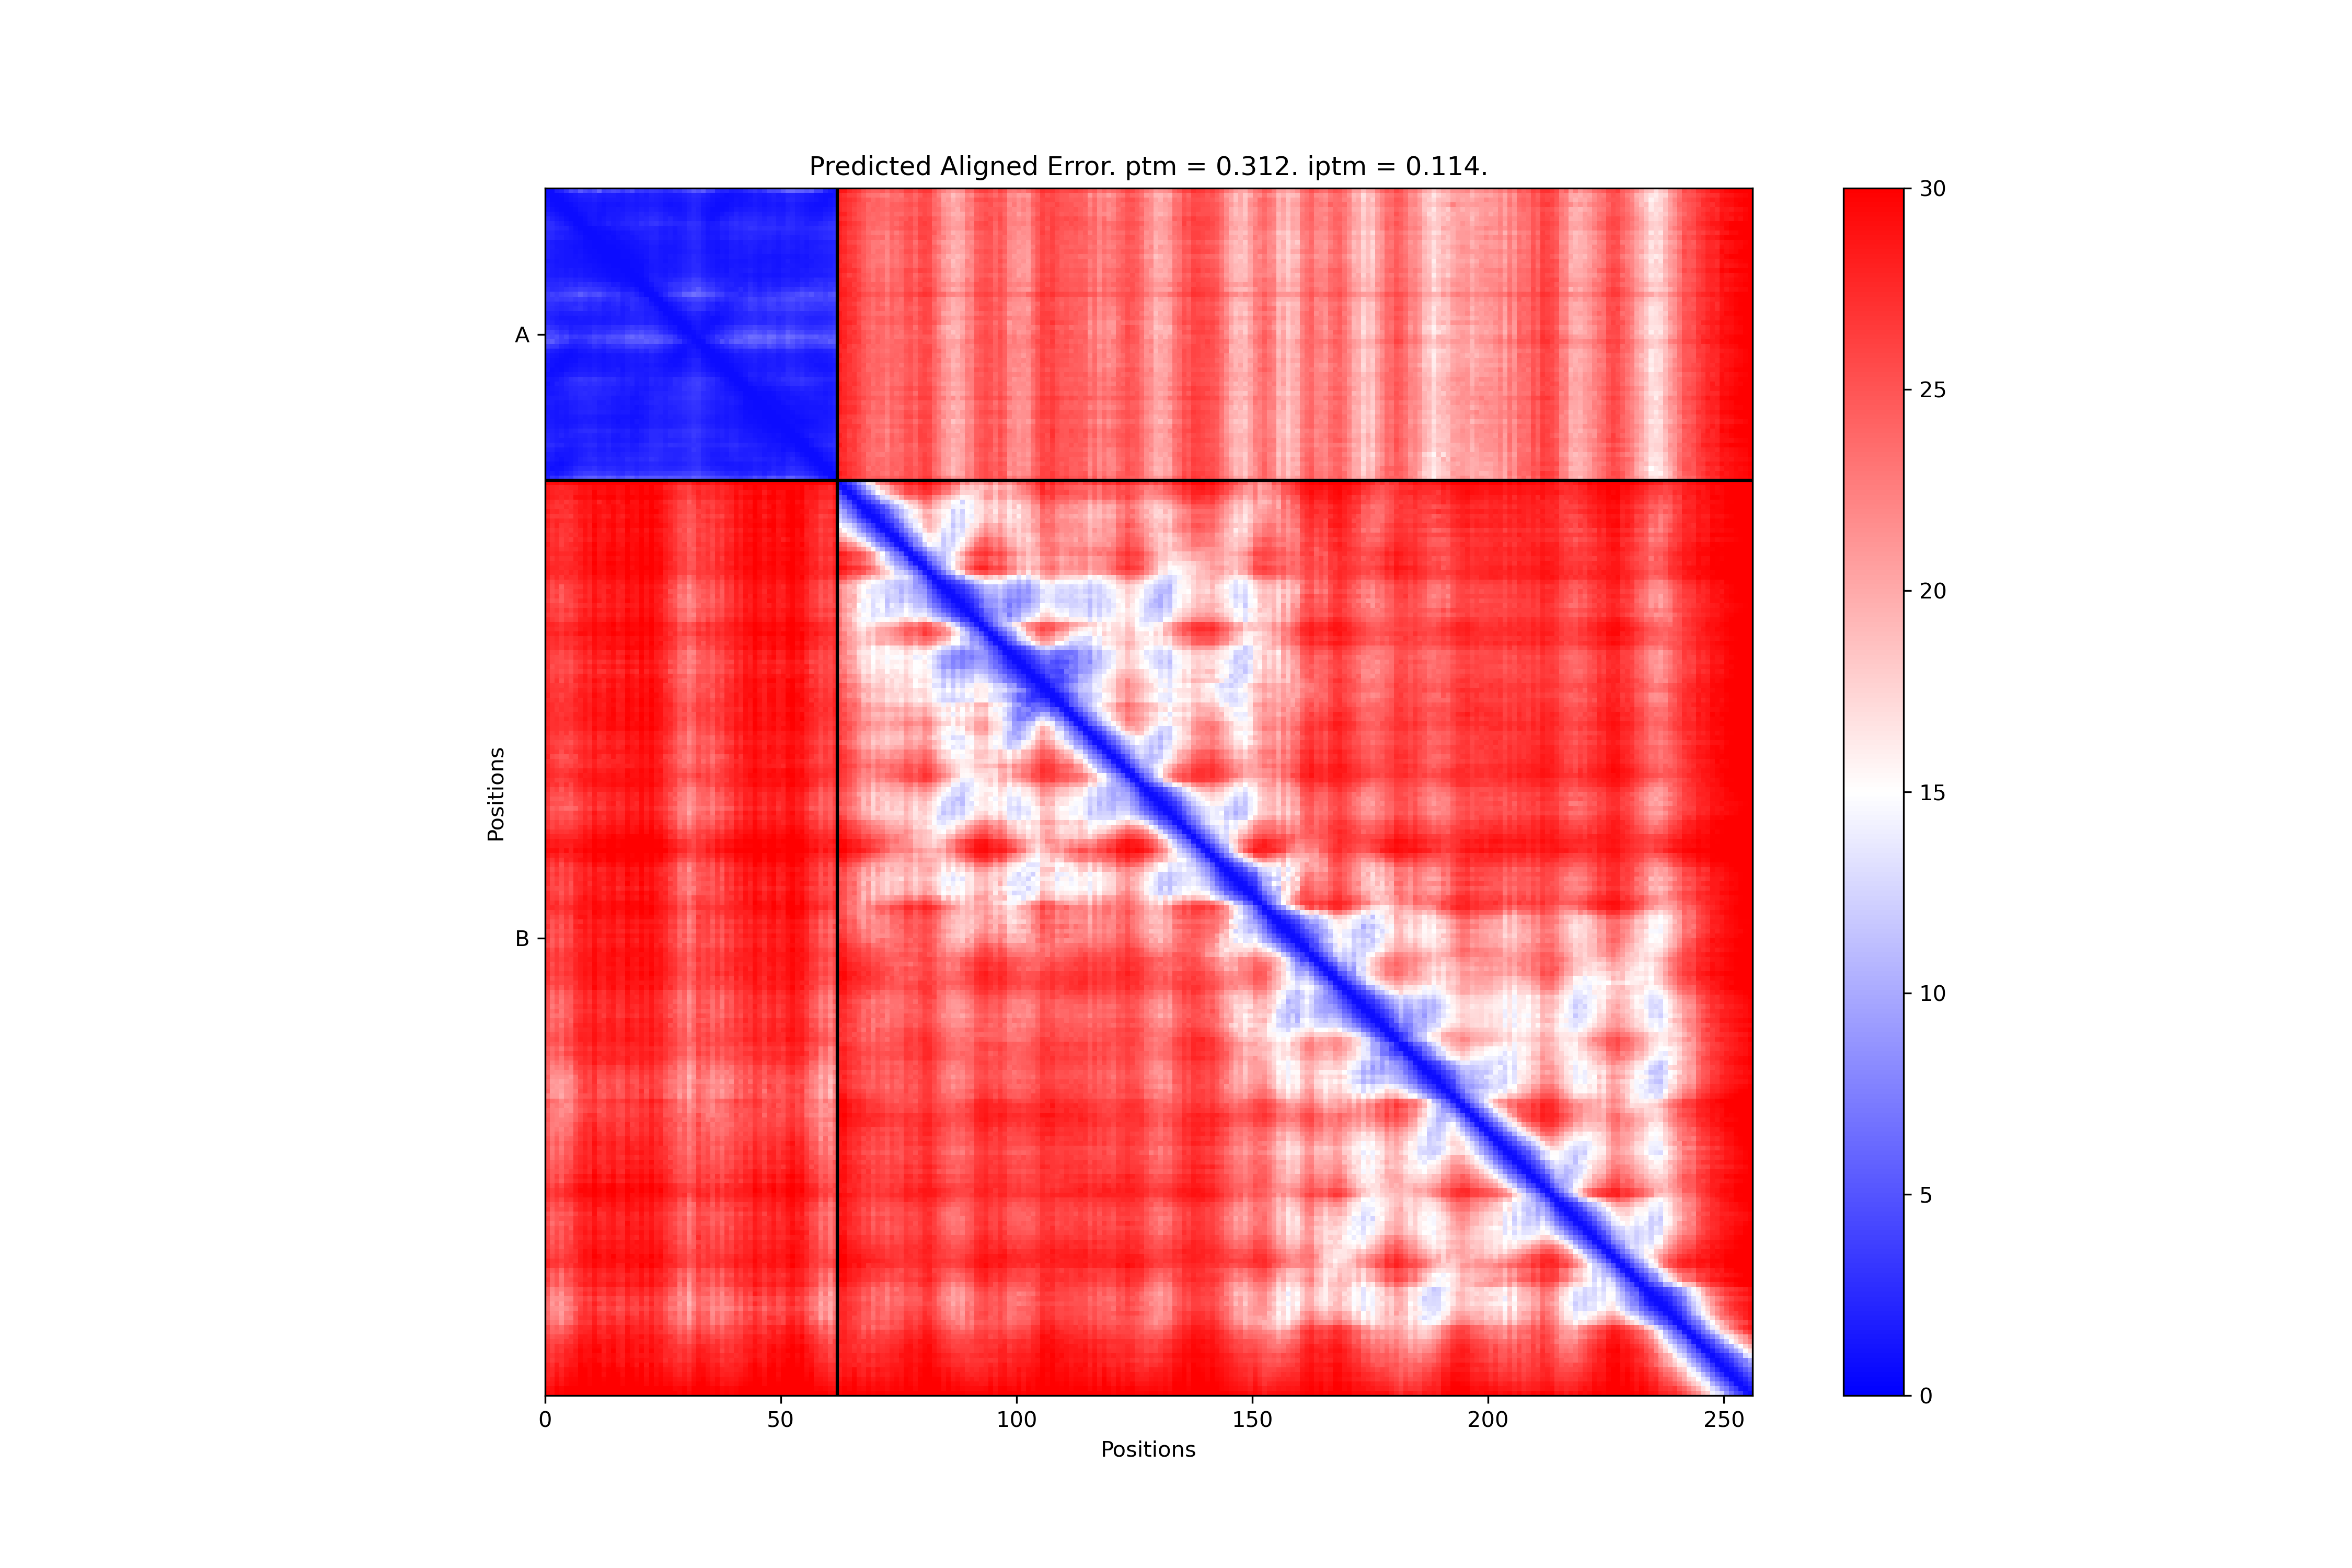 Predicted Aligned Error. ptm = 0.312. iptm = 0.114.
A
B
Positions
0
50
100
150
200
250
Positions
30
25
20
15
10
5
0